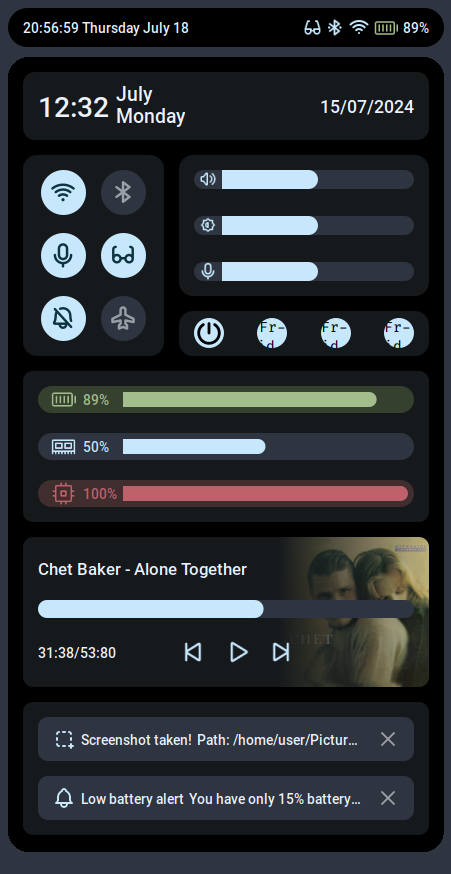 20:56:59 Thursday July 18
89%
12:32
July
Monday
15/07/2024
Fr-
id
Fr-
id
Fr-
id
89%
50%
100%
Chet Baker - Alone Together
CHET
31:38/53:80
Screenshot taken! Path: /home/user/Pictur...
Low battery alert You have only 15% battery...